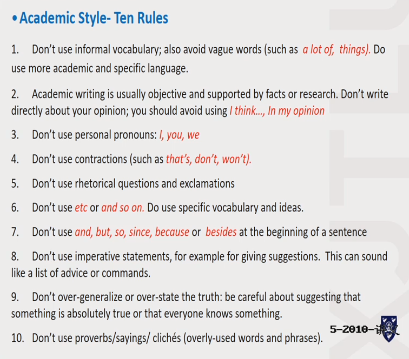 •Academic Style- Ten Rules
1. Don't use informal vocabulary; also avoid vague words (such as a lot of, things). Do
use more academic and specific language.
2. Academic writing is usually objective and supported by facts or research. Don't write
directly about your opinion; you should avoid using I think..., In my opinion
3. Don't use personal pronouns: I, you, we
4. Don't use contractions (such as that's, don't, won't).
5. Don't use rhetorical questions and exclamations
6. Don't use etc or and so on. Do use specific vocabulary and ideas.
7. Don't use and, but, so, since, because or besides at the beginning of a sentence
8. Don't use imperative statements, for example for giving suggestions. This can sound
like a list of advice or commands.
9. Don't over-generalize or over-state the truth: be careful about suggesting that
something is absolutely true or that everyone knows something.
10. Don't use proverbs/sayings/ clichés (overly-used words and phrases).
5-2010-
XJTLU